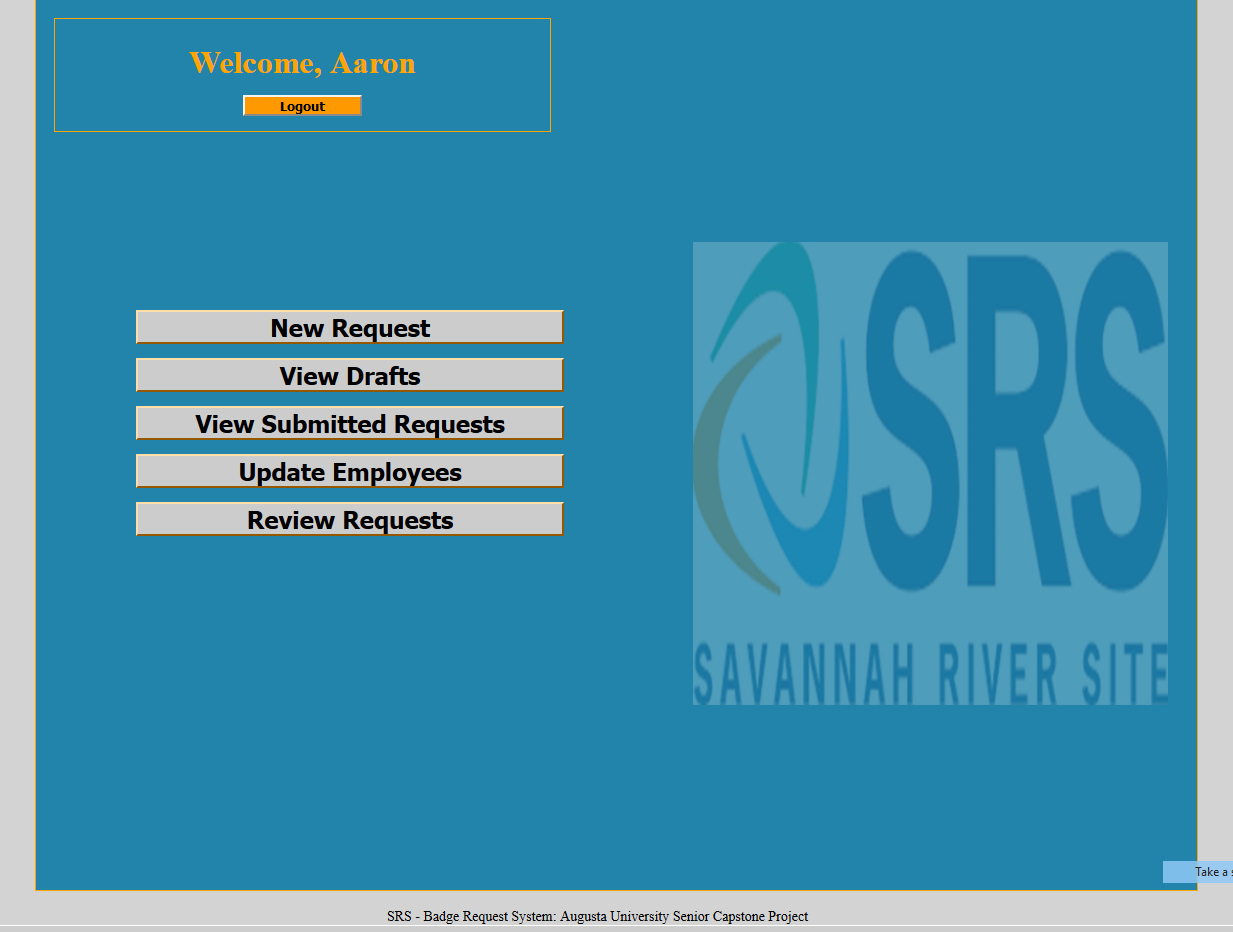 Welcome, Aaron
Logout
New Request
View Drafts
View Submitted Requests
Update Employees
Review Requests
SRS
SAVANNAH RIVER SITE
Take a
SRS - Badge Request System: Augusta University Senior Capstone Project